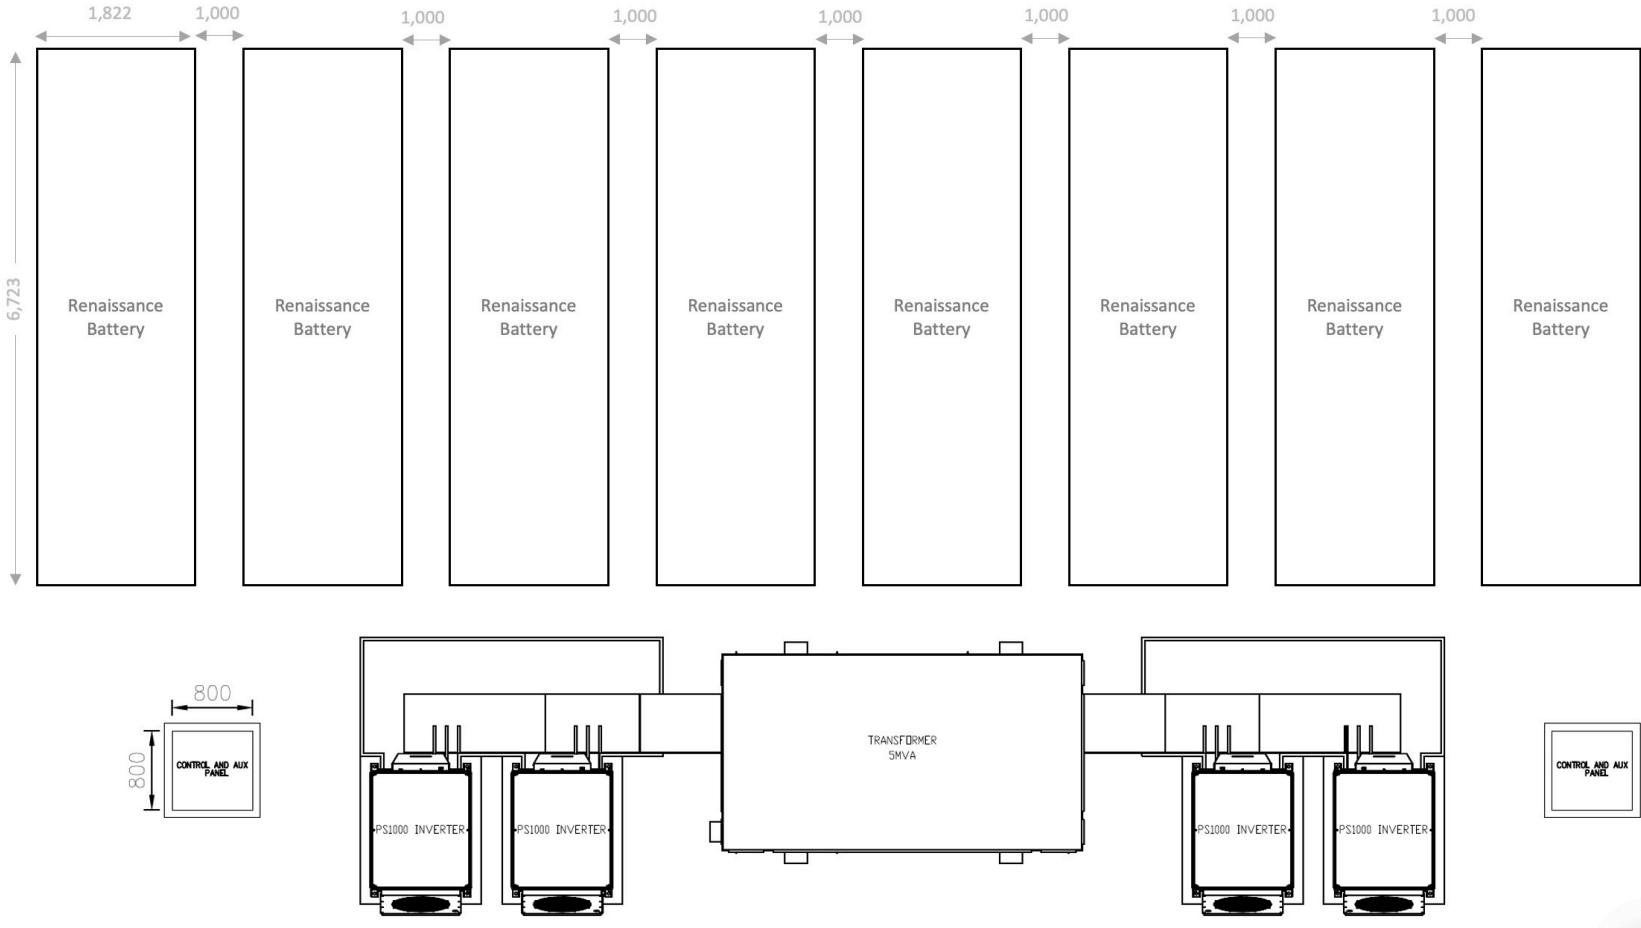 1,822
1,000
1,000
1,000
1,000
1,000
1,000
1,000
6,723
Renaissance
Battery
Renaissance
Battery
Renaissance
Battery
Renaissance
Battery
Renaissance
Battery
Renaissance
Battery
Renaissance
Battery
Renaissance
Battery
800
800
CONTROL AND AUX
PANEL
PS1000 INVERTER
PS1000 INVERTER
TRANSFORMER
5MVA
PS1000 INVERTER
PS1000 INVERTER
CONTROL AND AUX
PANEL